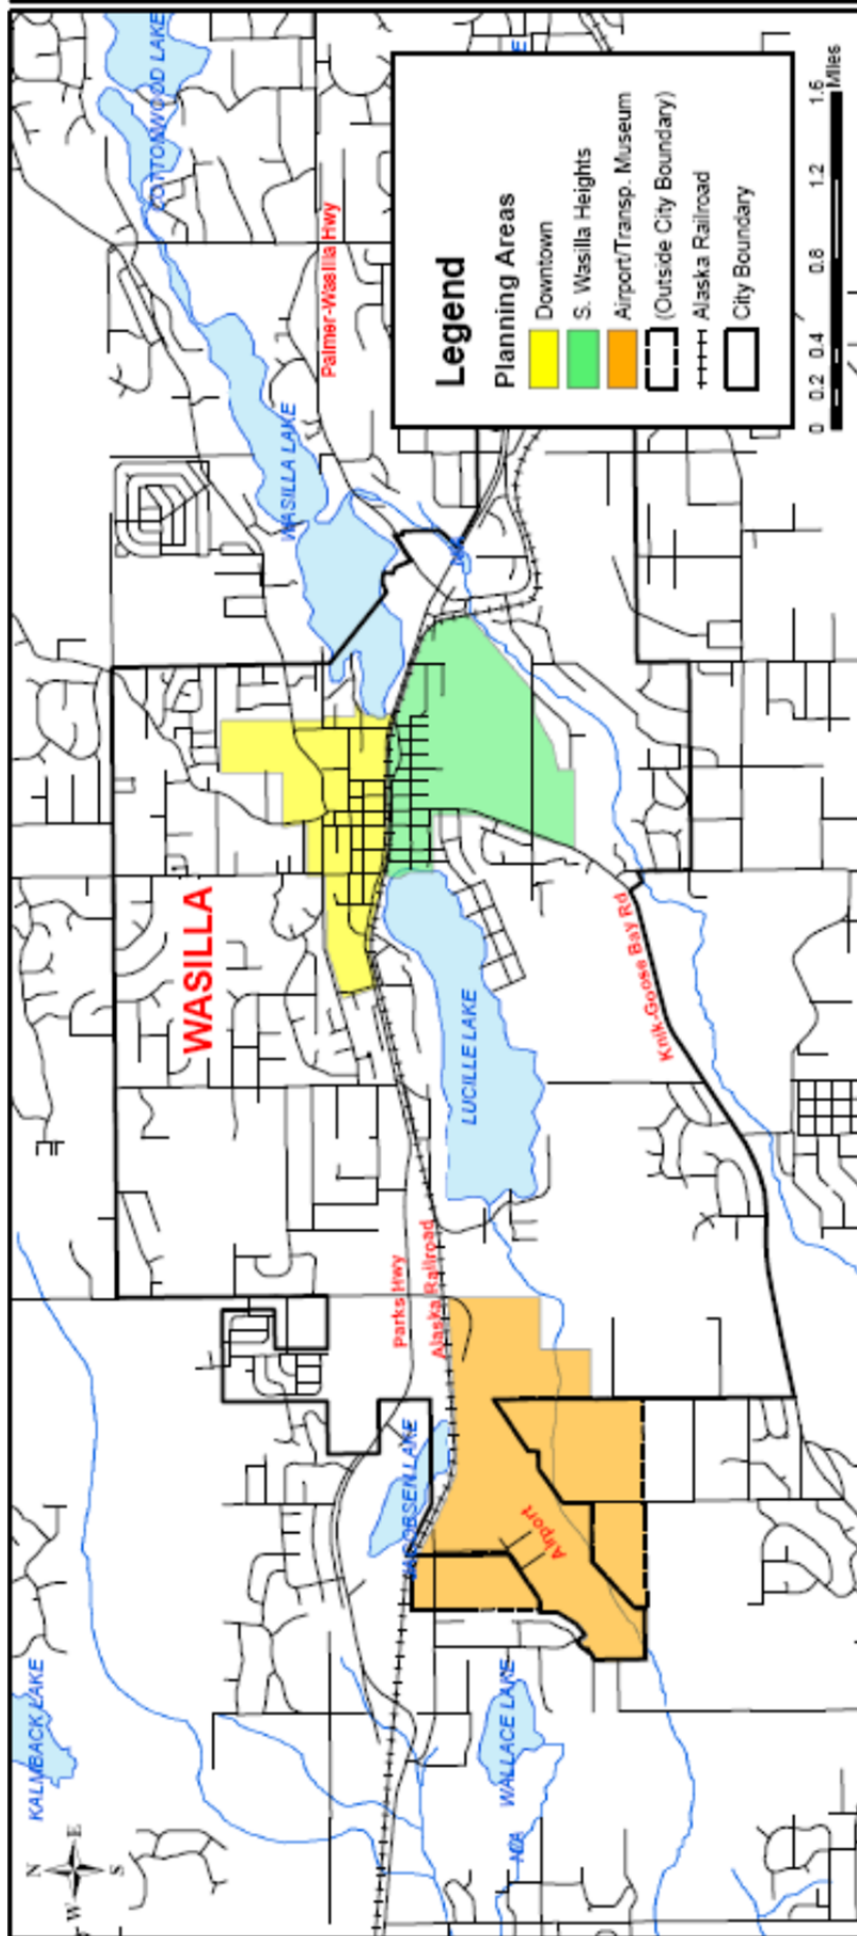 COTTONWOOD LAKE
E
Palmer-Wasilla Hwy
WASILLA LAKE
WASILLA
LUCILLE LAKE
Knik-Goose Bay Rd
Parks Hwy
Alaska Railroad
JACOBSEN LAKE
Airport
KALMBACK LAKE
WALLACE LAKE
N
W E
S
Legend
Planning Areas
Downtown
S. Wasilla Heights
Airport/Transp. Museum
(Outside City Boundary)
Alaska Railroad
City Boundary
0 0.2 0.4 0.8 1.2 1.6
Miles